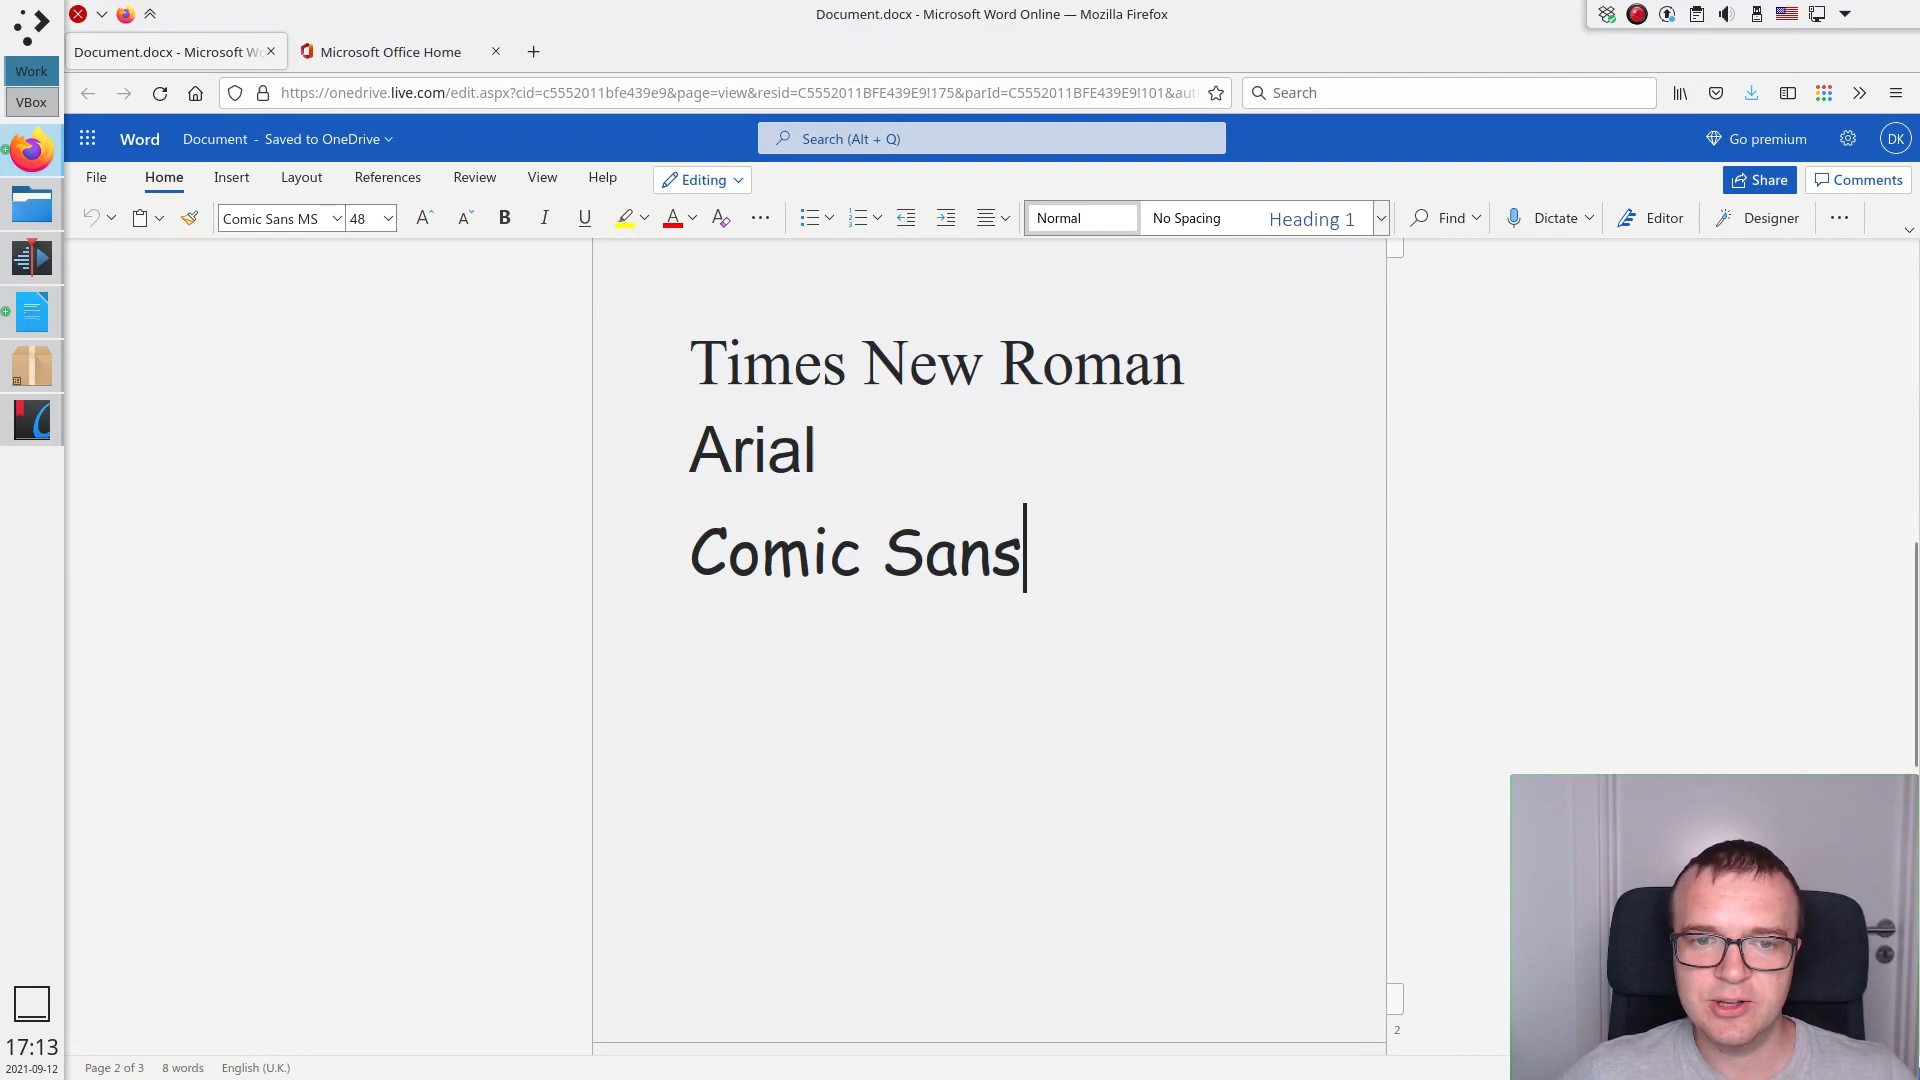 Document.docx - Microsoft Word Online — Mozilla Firefox
Document.docx - Microsoft Wo
Microsoft Office Home
Work
VBox
https://onedrive.live.com/edit.aspx?cid=c5552011bfe439e9&page=view&resid=C5552011BFE439E9!175&parId=C5552011BFE439E9!101&aut
Search
Word
Document - Saved to OneDrive
Search (Alt + Q)
Go premium
DK
File Home Insert Layout References Review View Help Editing
Share
Comments
Comic Sans MS 48
B I U A
Normal
No Spacing
Heading 1
Find
Dictate
Editor
Designer
Times New Roman
Arial
Comic Sans
2
17:13
2021-09-12
Page 2 of 3 8 words English (U.K.)